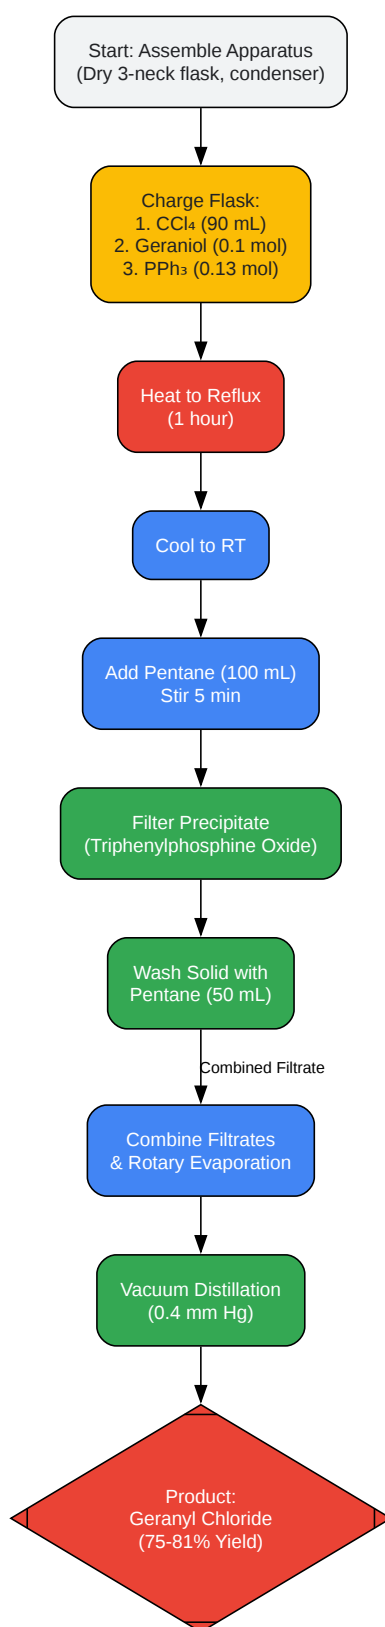 Start: Assemble Apparatus
(Dry 3-neck flask, condenser)
Charge Flask:
1. CCl₄ (90 mL)
2. Geraniol (0.1 mol)
3. PPh₃ (0.13 mol)
Heat to Reflux
(1 hour)
Cool to RT
Add Pentane (100 mL)
Stir 5 min
Filter Precipitate
(Triphenylphosphine Oxide)
Wash Solid with
Pentane (50 mL)
Combined Filtrate
Combine Filtrates
& Rotary Evaporation
Vacuum Distillation
(0.4 mm Hg)
Product:
Geranyl Chloride
(75-81% Yield)